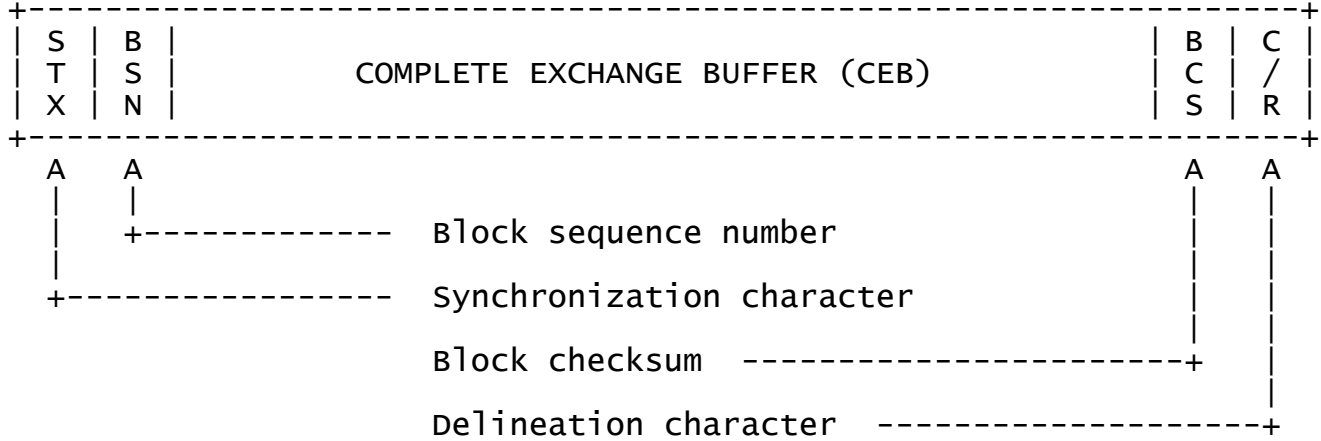 S B B C
T S COMPLETE EXCHANGE BUFFER (CEB) C /
X N S R
A A A A
Block sequence number
Synchronization character
Block checksum
Delineation character